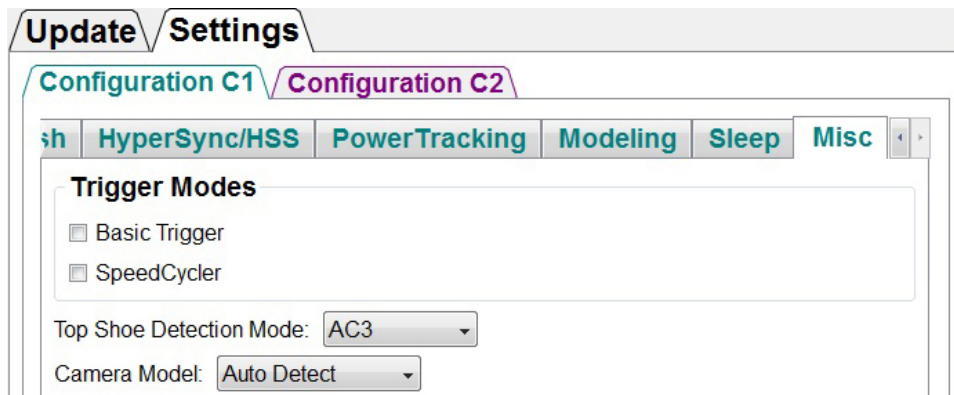 Update Settings
Configuration C1 Configuration C2
sh HyperSync/HSS PowerTracking Modeling Sleep Misc
Trigger Modes
Basic Trigger
SpeedCycler
Top Shoe Detection Mode: AC3
Camera Model: Auto Detect